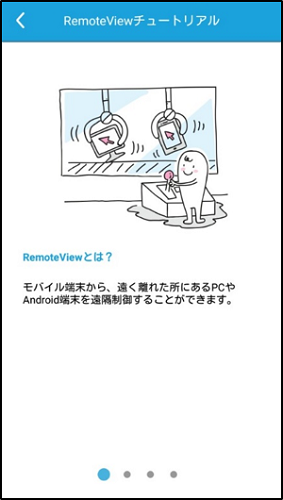 RemoteViewチュートリアル
RemoteViewとは？
モバイル端末から、遠く離れた所にあるPCや
Android端末を遠隔制御することができます。